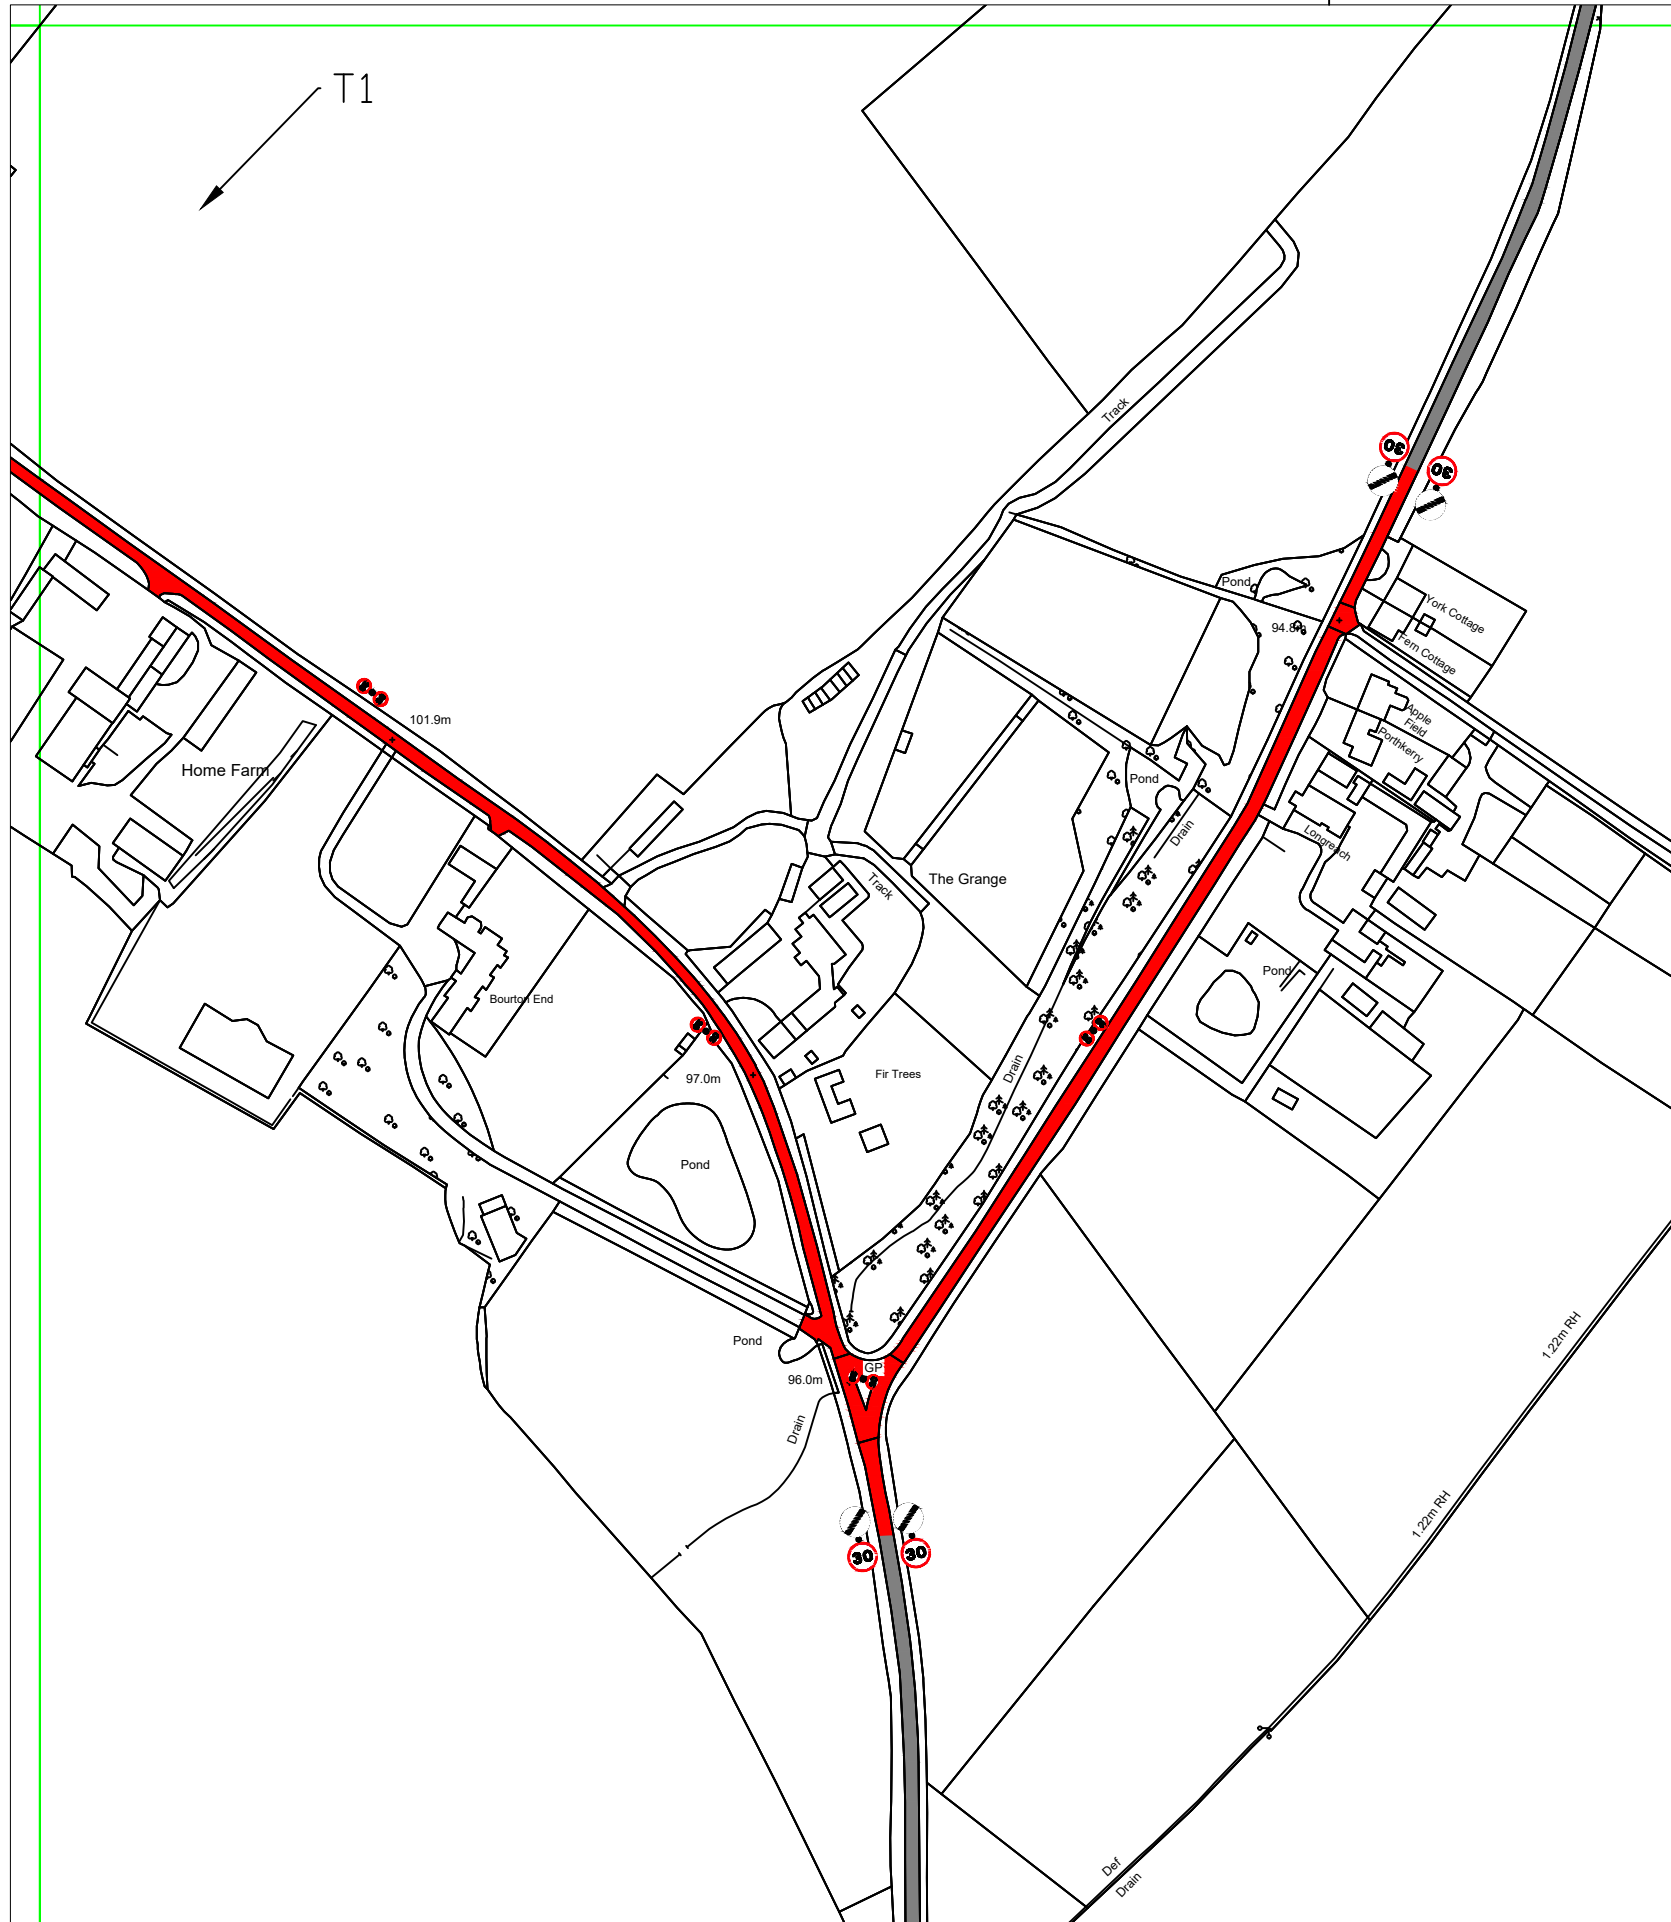 T1
Track
30
30
Pond
York Cottage
94.8m
Fern Cottage
Apple
Field
Porthkerry
101.9m
Home Farm
Pond
Drain
Longreach
Track
The Grange
Pond
Bourton End
Drain
Fir Trees
97.0m
Pond
Pond
GP
96.0m
Drain
1.22m RH
1.22m RH
30
30
Def
Drain